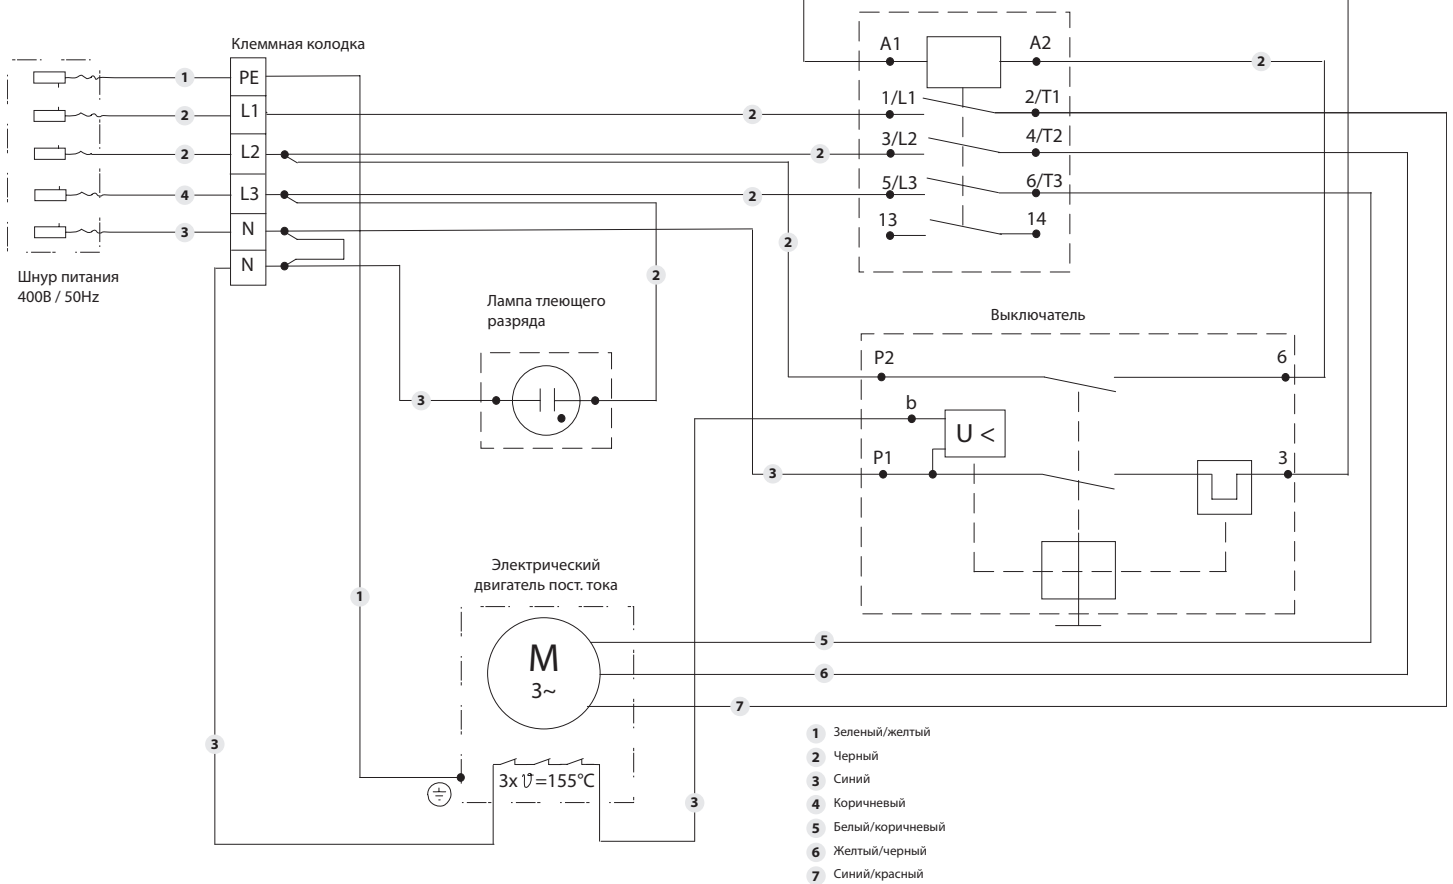 Клеммная колодка
A1
A2
1
PE
2
1/L1
2/T1
2
L1
2
3/L2
4/T2
2
L2
2
5/L3
6/T3
4
L3
2
13
14
3
N
2
N
2
Шнур питания
400В / 50Hz
Лампа тлеющего
разряда
Выключатель
P2
6
3
b
U <
P1
3
3
Электрический
двигатель пост. тока
1
M
3~
5
6
7
3
3x ϑ=155°C
3
1 Зеленый/желтый
2 Черный
3 Синий
4 Коричневый
5 Белый/коричневый
6 Желтый/черный
7 Синий/красный